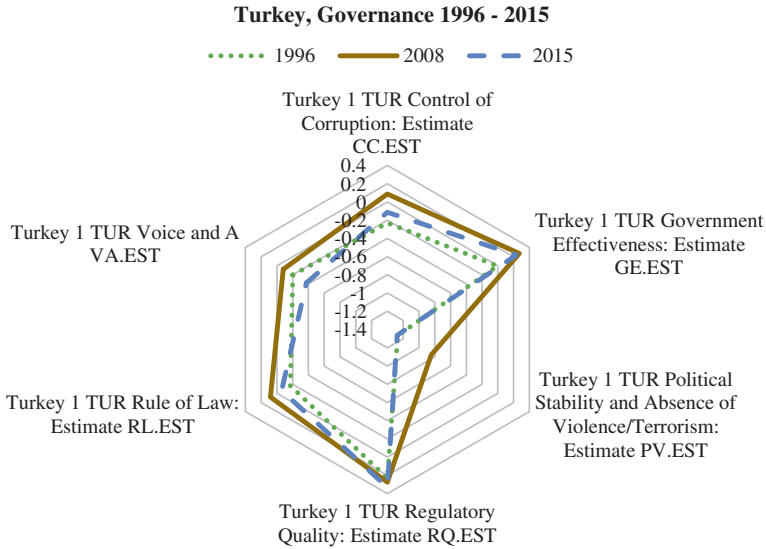 Turkey, Governance 1996 - 2015
1996 2008 2015
Turkey 1 TUR Control of
Corruption: Estimate
CC.EST
0.4
0.2
0
-0.2
-0.4
-0.6
-0.8
-1
-1.2
-1.4
Turkey 1 TUR Government
Effectiveness: Estimate
GE.EST
Turkey 1 TUR Political
Stability and Absence of
Violence/Terrorism:
Estimate PV.EST
Turkey 1 TUR Regulatory
Quality: Estimate RQ.EST
Turkey 1 TUR Rule of Law:
Estimate RL.EST
Turkey 1 TUR Voice and A
VA.EST